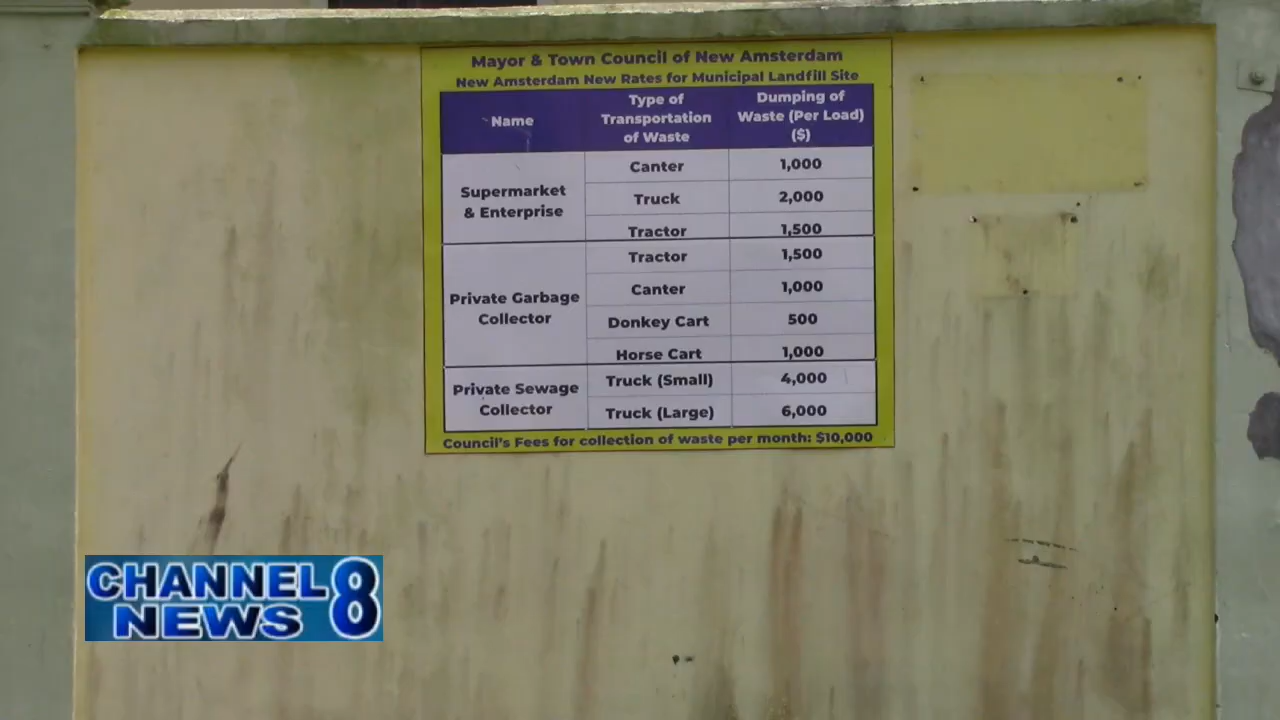 Mayor & Town Council of New Amsterdam
New Amsterdam New Rates for Municipal Landfill Site
Name
Type of
Transportation
of Waste
Dumping of
Waste (Per Load)
($)
Supermarket
& Enterprise
Canter 1,000
Truck 2,000
Tractor 1,500
Private Garbage
Collector
Tractor 1,500
Canter 1,000
Donkey Cart 500
Horse Cart 1,000
Private Sewage
Collector
Truck (Small) 4,000
Truck (Large) 6,000
Council's Fees for collection of waste per month: $10,000
CHANNEL 8
NEWS